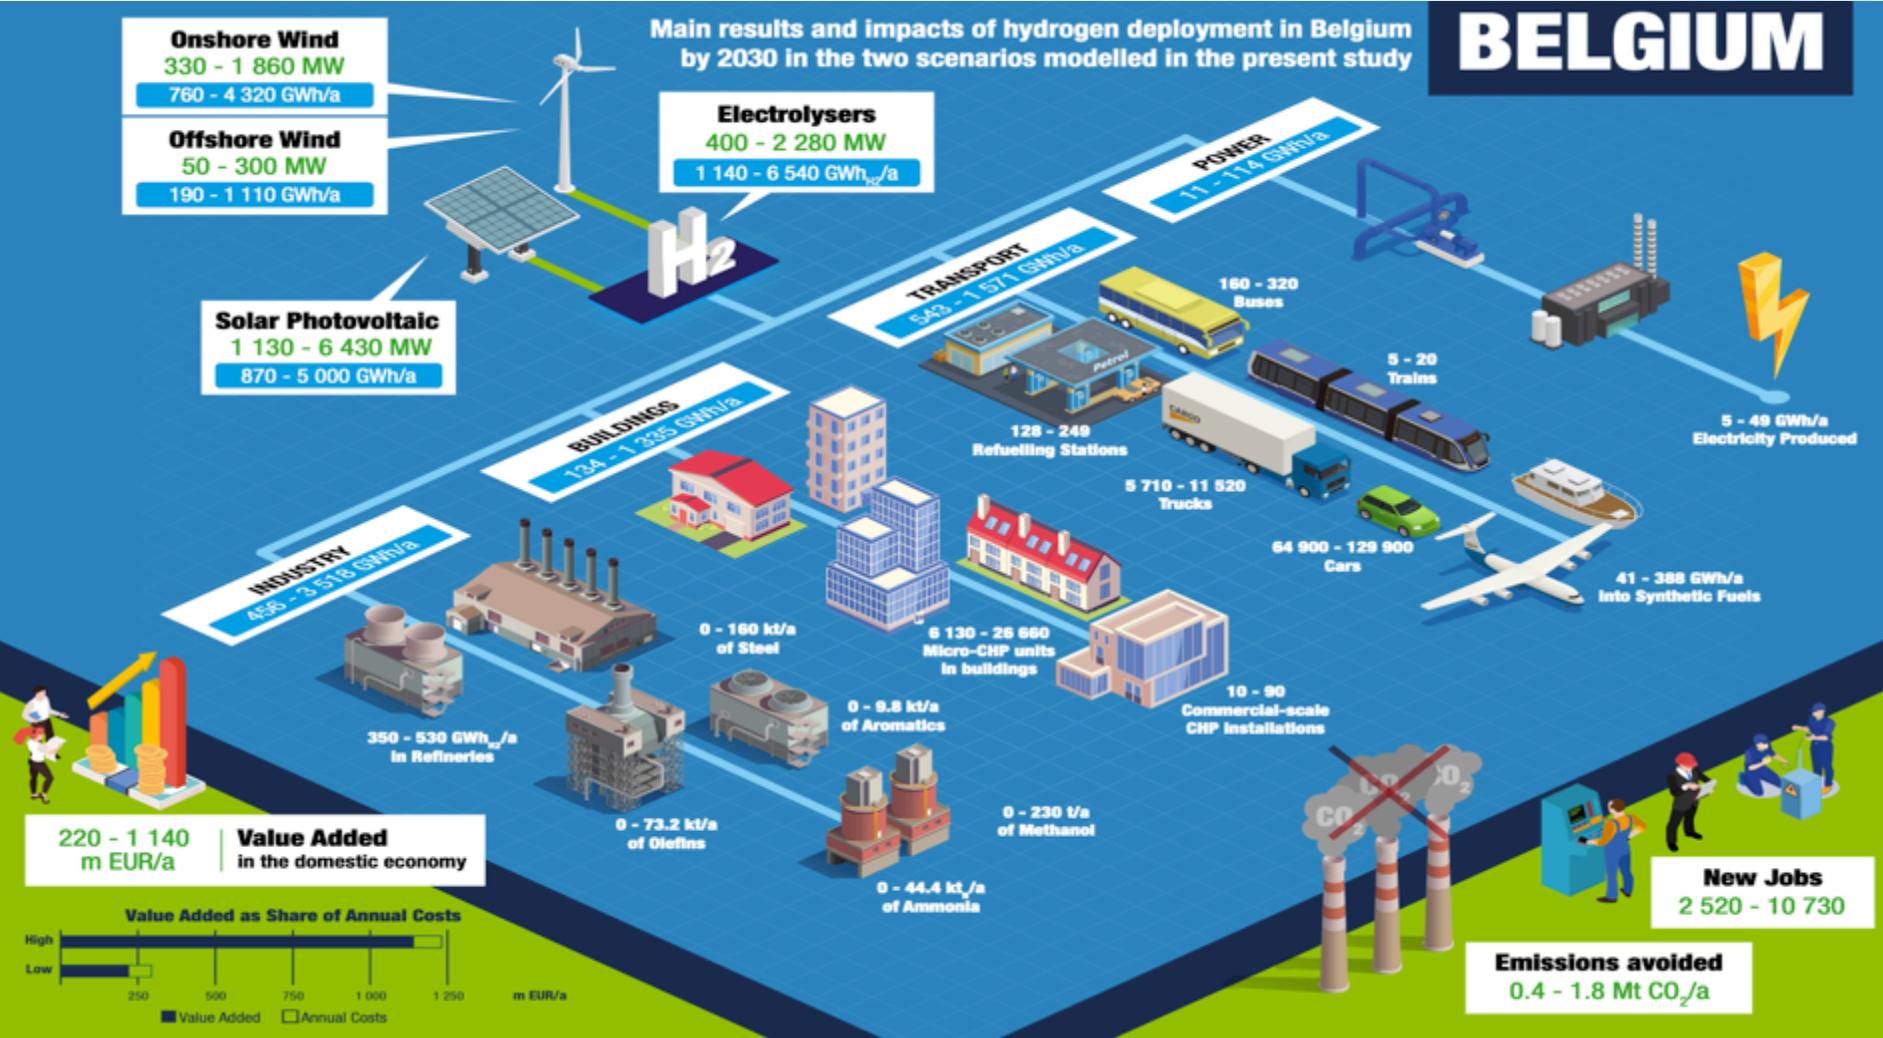 Main results and impacts of hydrogen deployment in Belgium
by 2030 in the two scenarios modelled in the present study
BELGIUM
Onshore Wind
330 - 1 860 MW
760 - 4 320 GWh/a
Offshore Wind
50 - 300 MW
190 - 1 110 GWh/a
Electrolysers
400 - 2 280 MW
1 140 - 6 540 GWhH2/a
H2
Solar Photovoltaic
1 130 - 6 430 MW
870 - 5 000 GWh/a
POWER
11 - 114 GWh/a
TRANSPORT
543 - 1 571 GWh/a
BUILDINGS
134 - 1 335 GWh/a
INDUSTRY
456 - 3 518 GWh/a
160 - 320
Buses
5 - 20
Trains
Petrol
CARGO
128 - 249
Refuelling Stations
5 710 - 11 520
Trucks
64 900 - 129 900
Cars
41 - 388 GWh/a
Into Synthetic Fuels
5 - 49 GWh/a
Electricity Produced
6 130 - 26 660
Micro-CHP units
in buildings
10 - 90
Commercial-scale
CHP Installations
0 - 160 kt/a
of Steel
0 - 9.8 kt/a
of Aromatics
350 - 530 GWhH2/a
In Refineries
0 - 73.2 kt/a
of Olefins
0 - 230 t/a
of Methanol
0 - 44.4 kt/a
of Ammonia
220 - 1 140
m EUR/a
Value Added
in the domestic economy
Value Added as Share of Annual Costs
High
Low
250 500 750 1 000 1 250 m EUR/a
Value Added Annual Costs
CO2
CO2
CO2
New Jobs
2 520 - 10 730
Emissions avoided
0.4 - 1.8 Mt CO2/a